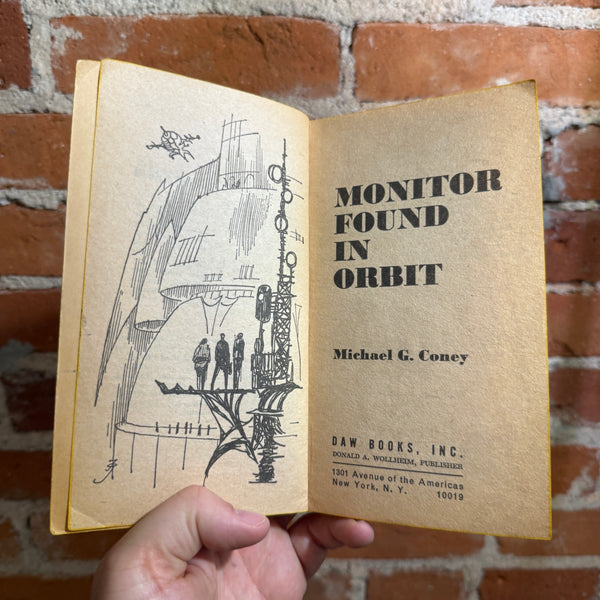 MONITOR
FOUND
IN
ORBIT
Michael G. Coney
DAW BOOKS, INC.
DONALD A. WOLLHEIM, PUBLISHER
1301 Avenue of the Americas
New York, N. Y. 10019